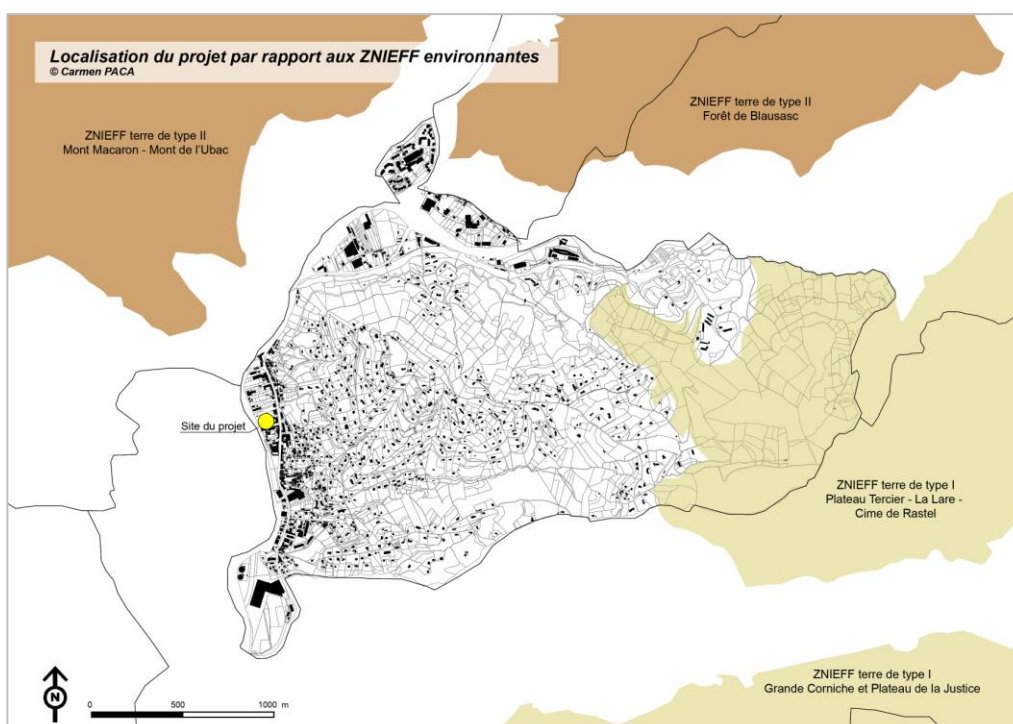 Localisation du projet par rapport aux ZNIEFF environnantes
© Carmen PACA
ZNIEFF terre de type II
Forêt de Blausasc
ZNIEFF terre de type II
Mont Macaron - Mont de l'Ubac
Site du projet
ZNIEFF terre de type I
Plateau Tercier - La Lare -
Cime de Rastel
ZNIEFF terre de type I
Grande Corniche et Plateau de la Justice
N
0 500 1000 m